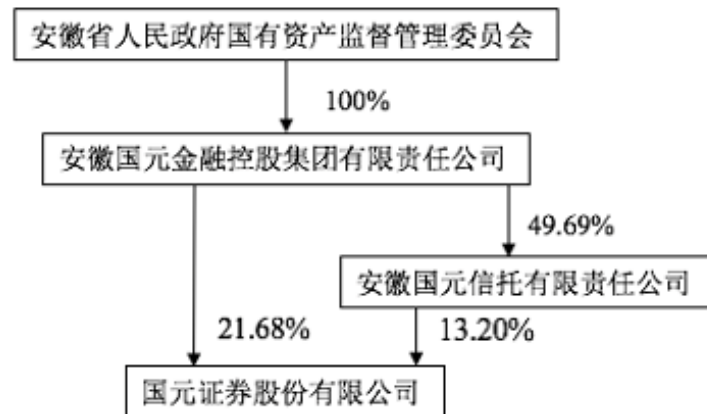 安徽省人民政府国有资产监督管理委员会
100%
安徽国元金融控股集团有限责任公司
49.69%
安徽国元信托有限责任公司
21.68%
13.20%
国元证券股份有限公司